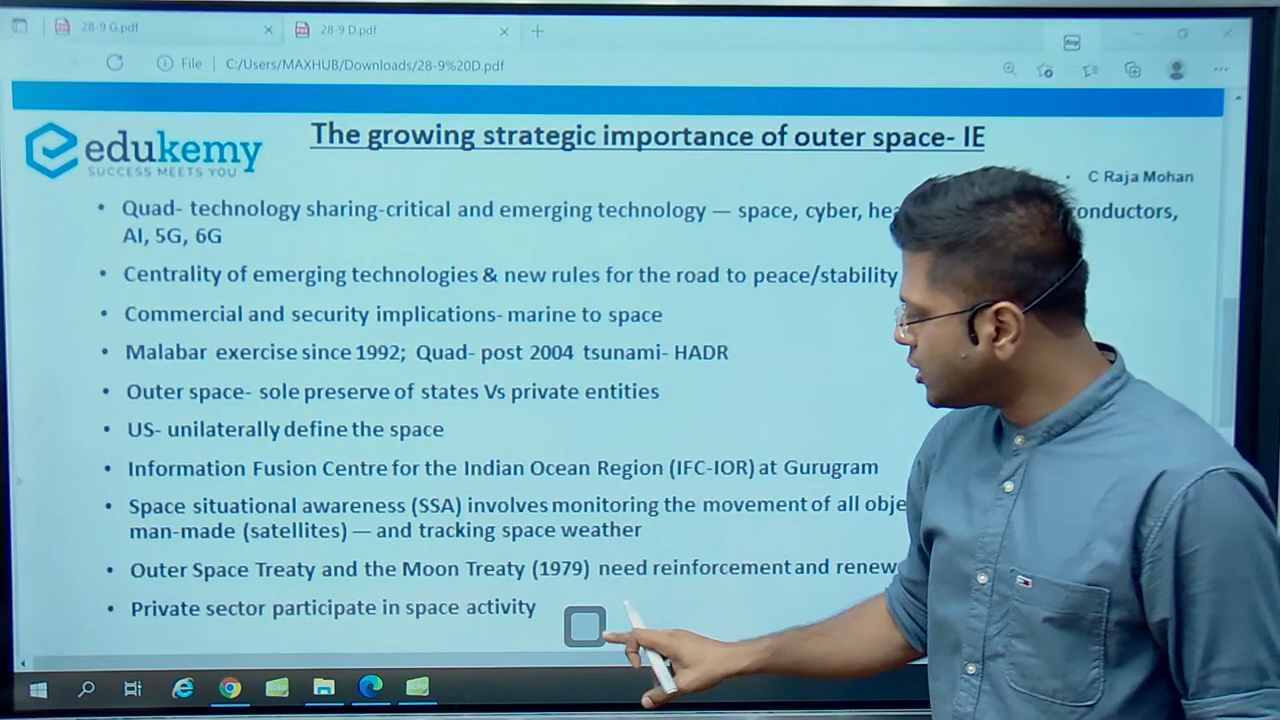 28-9 G.pdf
28-9 D.pdf
File
C:/Users/MAXHUB/Downloads/28-9%20D.pdf
edukemy
SUCCESS MEETS YOU
The growing strategic importance of outer space- IE
• C Raja Mohan
• Quad- technology sharing-critical and emerging technology — space, cyber,
AI, 5G, 6G
• Centrality of emerging technologies & new rules for the road to peace/stability
• Commercial and security implications- marine to space
• Malabar exercise since 1992; Quad- post 2004 tsunami- HADR
• Outer space- sole preserve of states Vs private entities
• US- unilaterally define the space
• Information Fusion Centre for the Indian Ocean Region (IFC-IOR) at Gurugram
• Space situational awareness (SSA) involves monitoring the movement of all
man-made (satellites) — and tracking space weather
• Outer Space Treaty and the Moon Treaty (1979) need reinforcement and
• Private sector participate in space activity